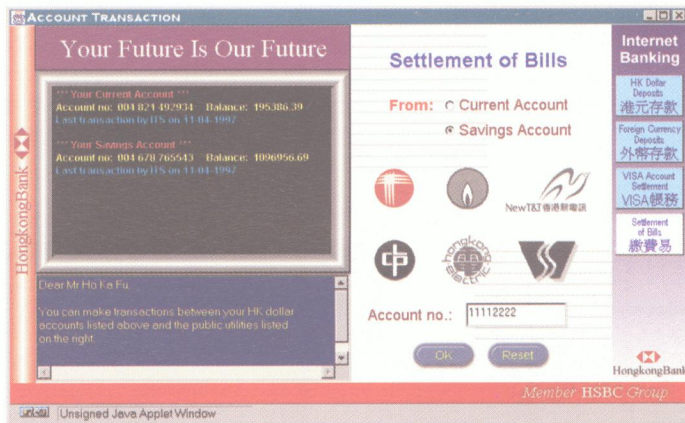 ACCOUNT TRANSACTION
Your Future Is Our Future
*** Your Current Account ***
Account no: 004 821 492934 Balance: 195386.39
Last transaction by ITS on 11-04-1997
*** Your Savings Account ***
Account no: 004 678 765543 Balance: 1096956.69
Last transaction by ITS on 11-04-1997
HongkongBank
Dear Mr Ho Ka Fu,
You can make transactions between your HK dollar
accounts listed above and the public utilities listed
on the right.
Settlement of Bills
From: Current Account
Savings Account
New T&T 香港新電訊
中
hongkong electric
Account no.: 11112222
OK Reset
Internet
Banking
HK Dollar
Deposits
港元存款
Foreign Currency
Deposits
外幣存款
VISA Account
Settlement
VISA帳務
Settlement
of Bills
繳費易
HongkongBank
Member HSBC Group
Unsigned Java Applet Window